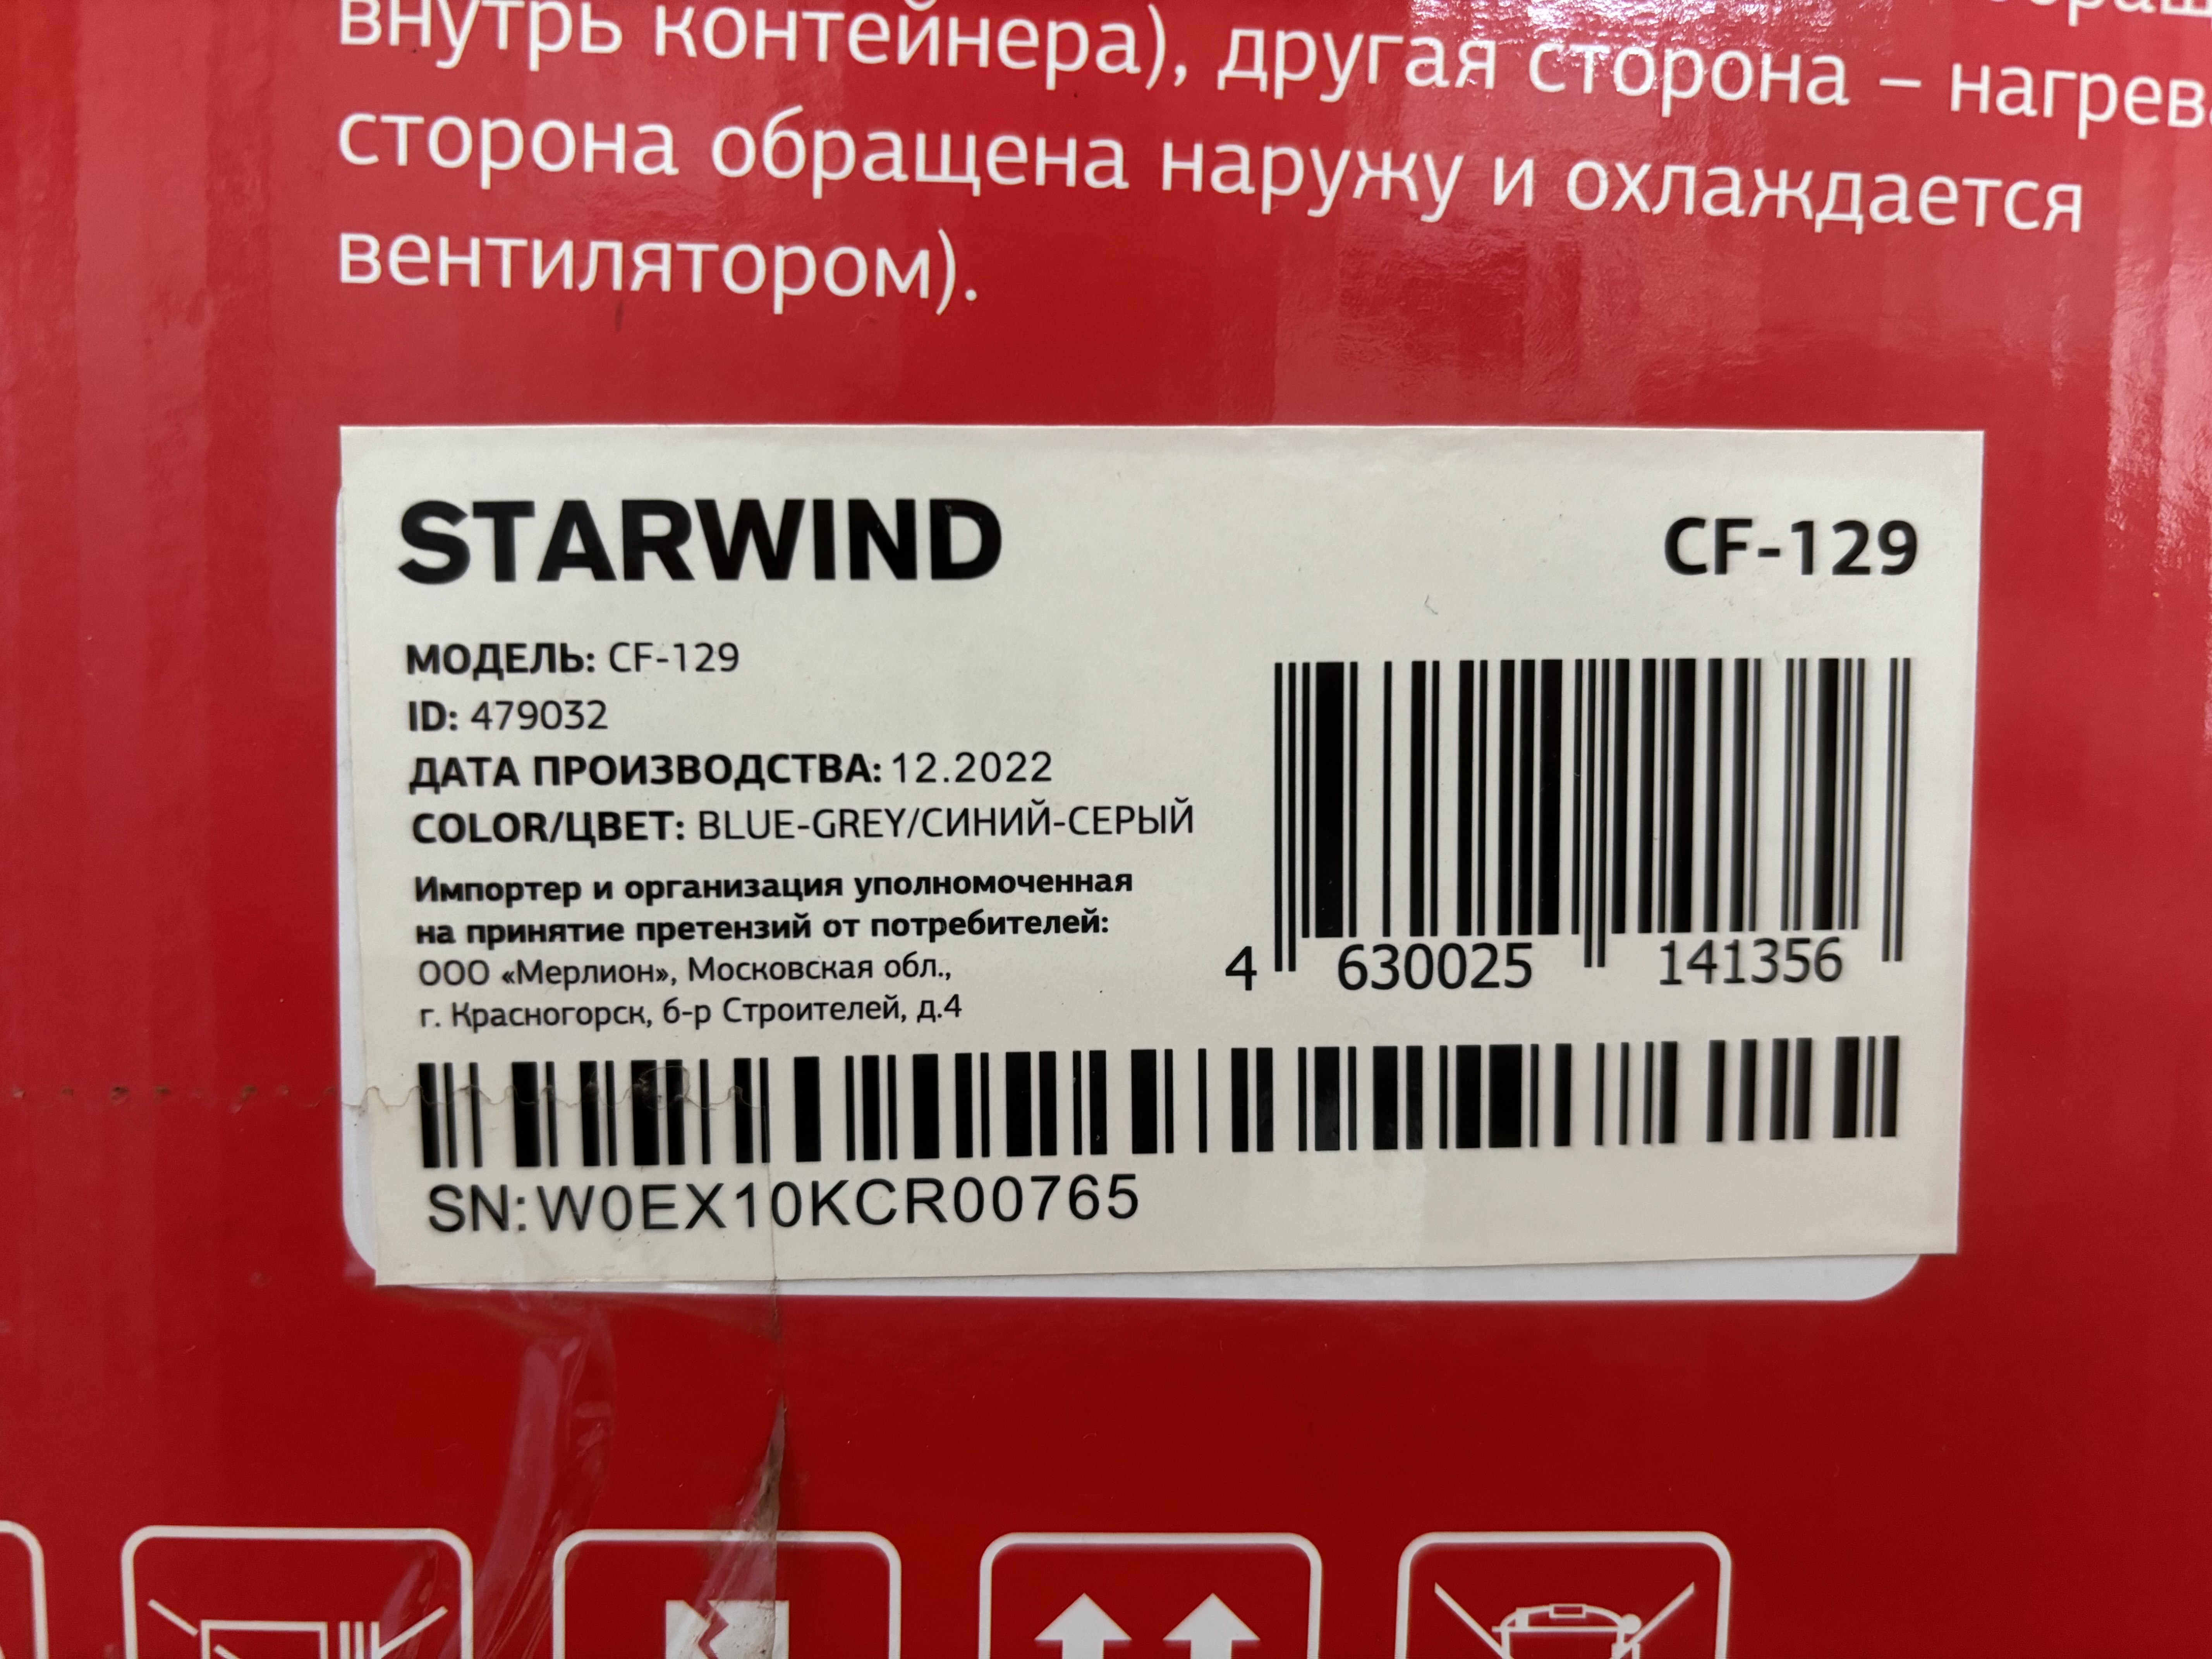 внутрь контейнера), другая сторона – нагрева
сторона обращена наружу и охлаждается
вентилятором).
STARWIND
CF-129
МОДЕЛЬ: CF-129
ID: 479032
ДАТА ПРОИЗВОДСТВА: 12.2022
COLOR/ЦВЕТ: BLUE-GREY/СИНИЙ-СЕРЫЙ
Импортер и организация уполномоченная
на принятие претензий от потребителей:
ООО «Мерлион», Московская обл.,
г. Красногорск, б-р Строителей, д.4
4 630025 141356
SN:W0EX10KCR00765